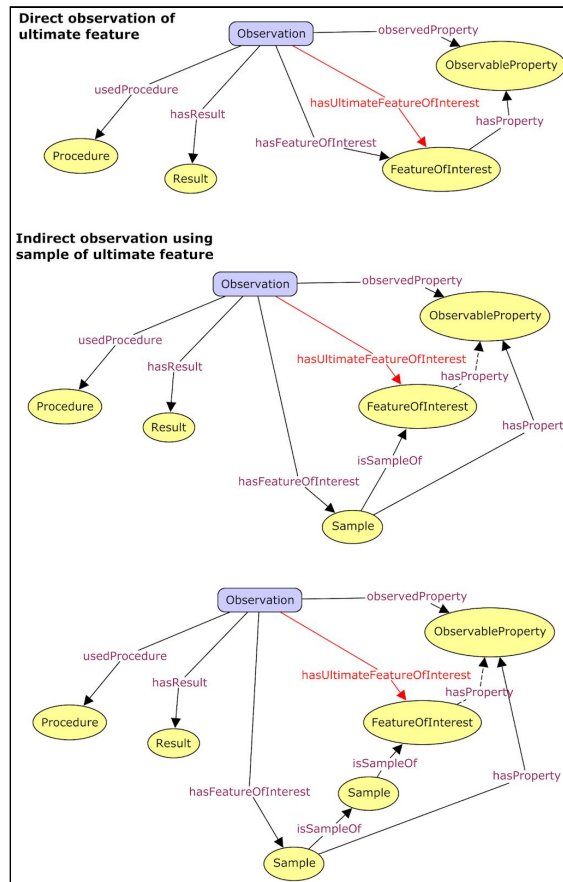 Direct observation of
ultimate feature
Observation
observedProperty
ObservableProperty
usedProcedure
hasUltimateFeatureOfInterest
hasResult
hasProperty
hasFeatureOfInterest
Procedure
Result
FeatureOfInterest
Indirect observation using
sample of ultimate feature
Observation
observedProperty
ObservableProperty
usedProcedure
hasUltimateFeatureOfInterest
hasResult
hasProperty
Procedure
FeatureOfInterest
Result
hasPropert
isSampleOf
hasFeatureOfInterest
Sample
Observation
observedProperty
ObservableProperty
usedProcedure
hasUltimateFeatureOfInterest
hasResult
hasProperty
Procedure
FeatureOfInterest
Result
isSampleOf
hasProperty
hasFeatureOfInterest
Sample
isSampleOf
Sample